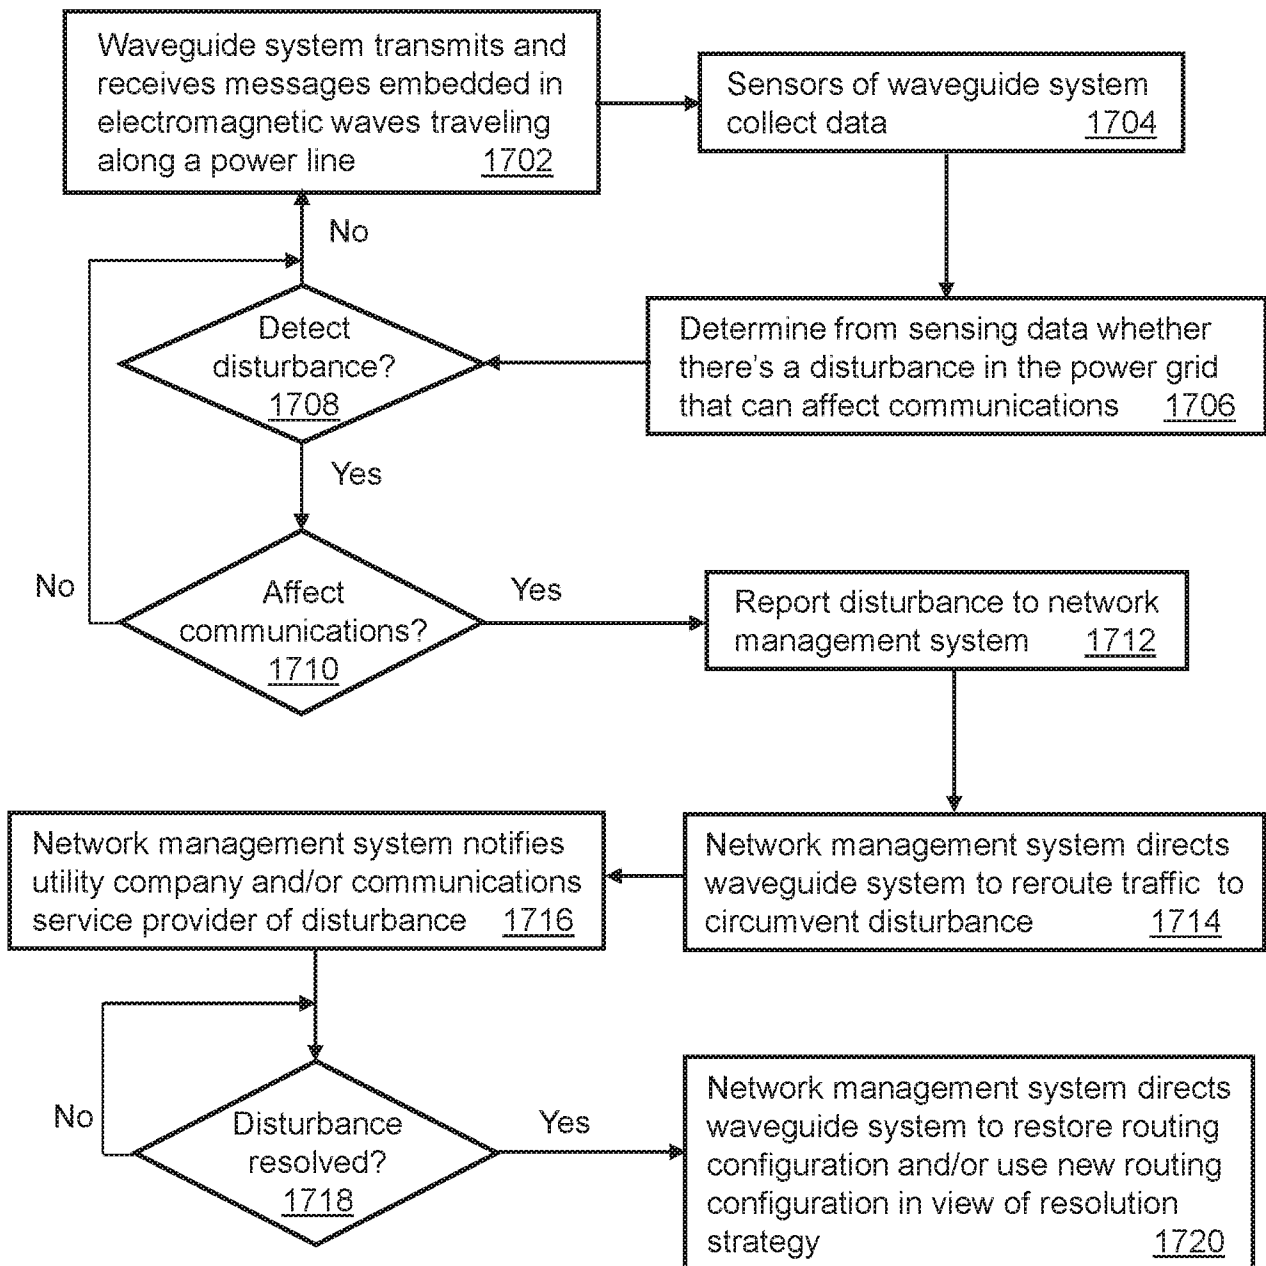 Waveguide system transmits and
receives messages embedded in
electromagnetic waves traveling
along a power line 1702
Sensors of waveguide system
collect data 1704
No
Detect
disturbance?
1708
Determine from sensing data whether
there's a disturbance in the power grid
that can affect communications 1706
Yes
No
Affect
communications?
1710
Yes
Report disturbance to network
management system 1712
Network management system directs
waveguide system to reroute traffic to
circumvent disturbance 1714
Network management system notifies
utility company and/or communications
service provider of disturbance 1716
No
Disturbance
resolved?
1718
Yes
Network management system directs
waveguide system to restore routing
configuration and/or use new routing
configuration in view of resolution
strategy 1720